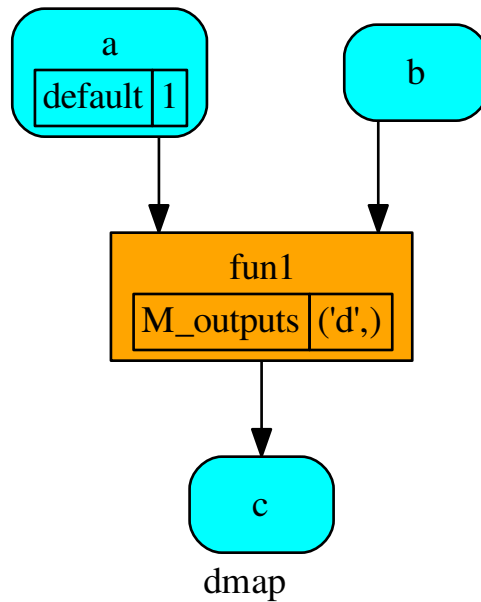 a
default 1
b
fun1
M_outputs ('d',)
c
dmap